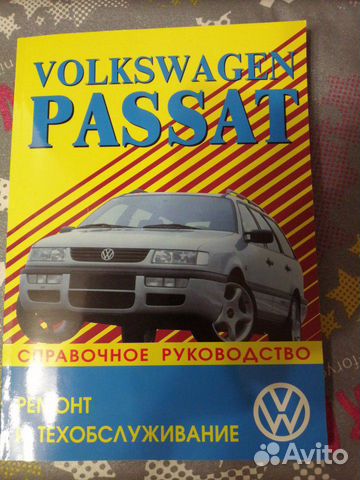 VOLKSWAGEN
PASSAT
СПРАВОЧНОЕ РУКОВОДСТВО
РЕМОНТ
И ТЕХОБСЛУЖИВАНИЕ
Avito